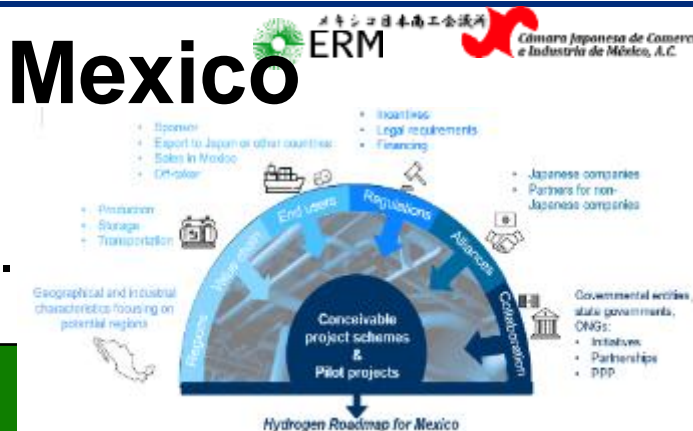 メキシコ日本商工会議所
ERM
Cámara Japonesa de Comerc
e Industria de México, A.C.
Mexico
• Sponsor
• Export to Japan or other countries
• Sales in Mexico
• Off-taker
• Incentives
• Legal requirements
• Financing
• Japanese companies
• Partners for non-
Japanese companies
• Production
• Storage
• Transportation
Geographical and industrial
characteristics focusing on
potential regions
Regions
Value chain
End users
Regulations
Alliances
Collaboration
Governmental entities
state governments,
ONGs:
• Initiatives
• Partnerships
• PPP
Conceivable
project schemes
&
Pilot projects
Hydrogen Roadmap for Mexico